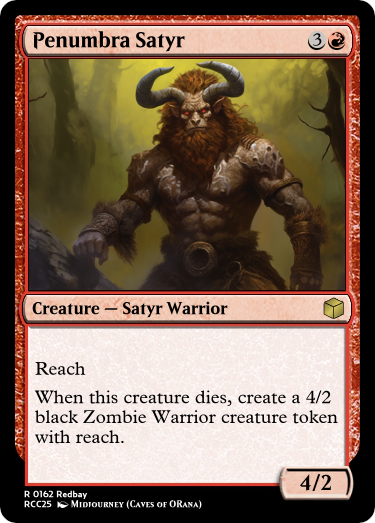 Penumbra Satyr 3
Creature — Satyr Warrior
Reach
When this creature dies, create a 4/2
black Zombie Warrior creature token
with reach.
4/2
R 0162 Redbay
RCC25 Midjourney (Caves of ORana)